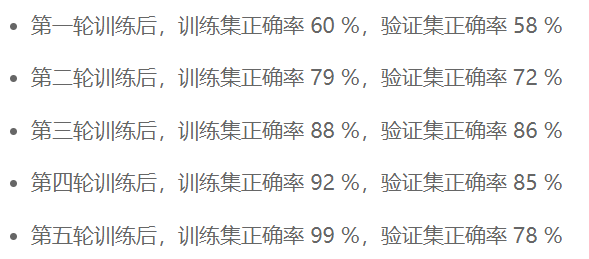 • 第一轮训练后，训练集正确率 60 %，验证集正确率 58 %
• 第二轮训练后，训练集正确率 79 %，验证集正确率 72 %
• 第三轮训练后，训练集正确率 88 %，验证集正确率 86 %
• 第四轮训练后，训练集正确率 92 %，验证集正确率 85 %
• 第五轮训练后，训练集正确率 99 %，验证集正确率 78 %